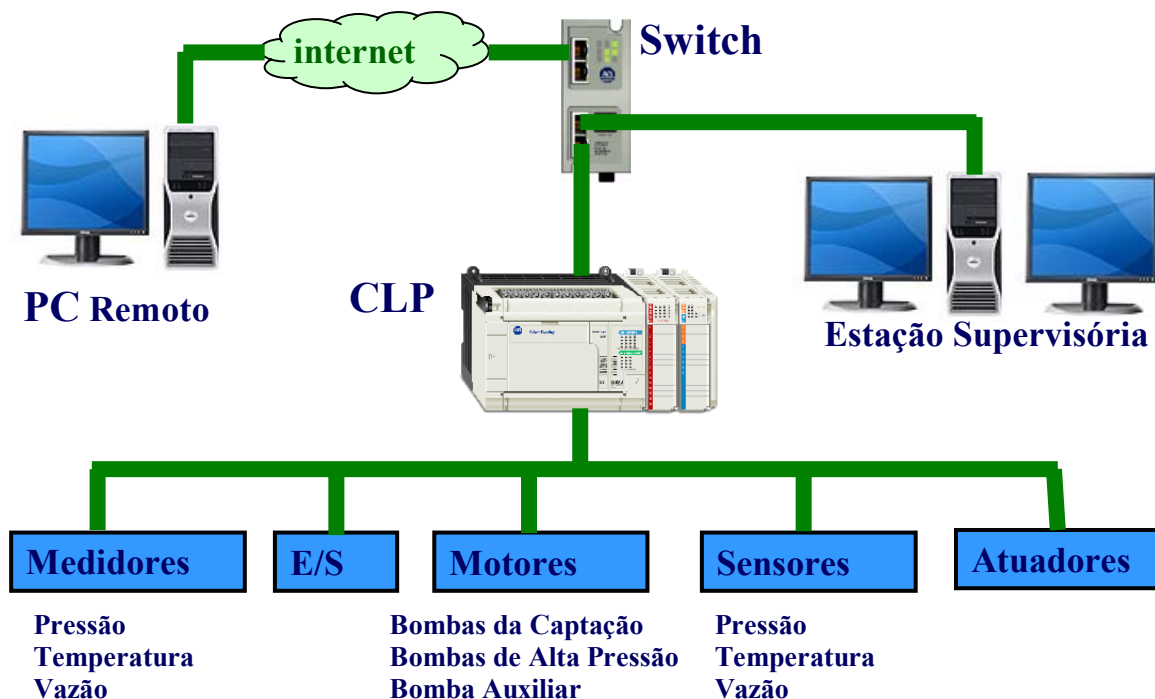 internet
Switch
PC Remoto
CLP
Estação Supervisória
Medidores
E/S
Motores
Sensores
Atuadores
Pressão
Temperatura
Vazão
Bombas da Captação
Bombas de Alta Pressão
Bomba Auxiliar
Pressão
Temperatura
Vazão